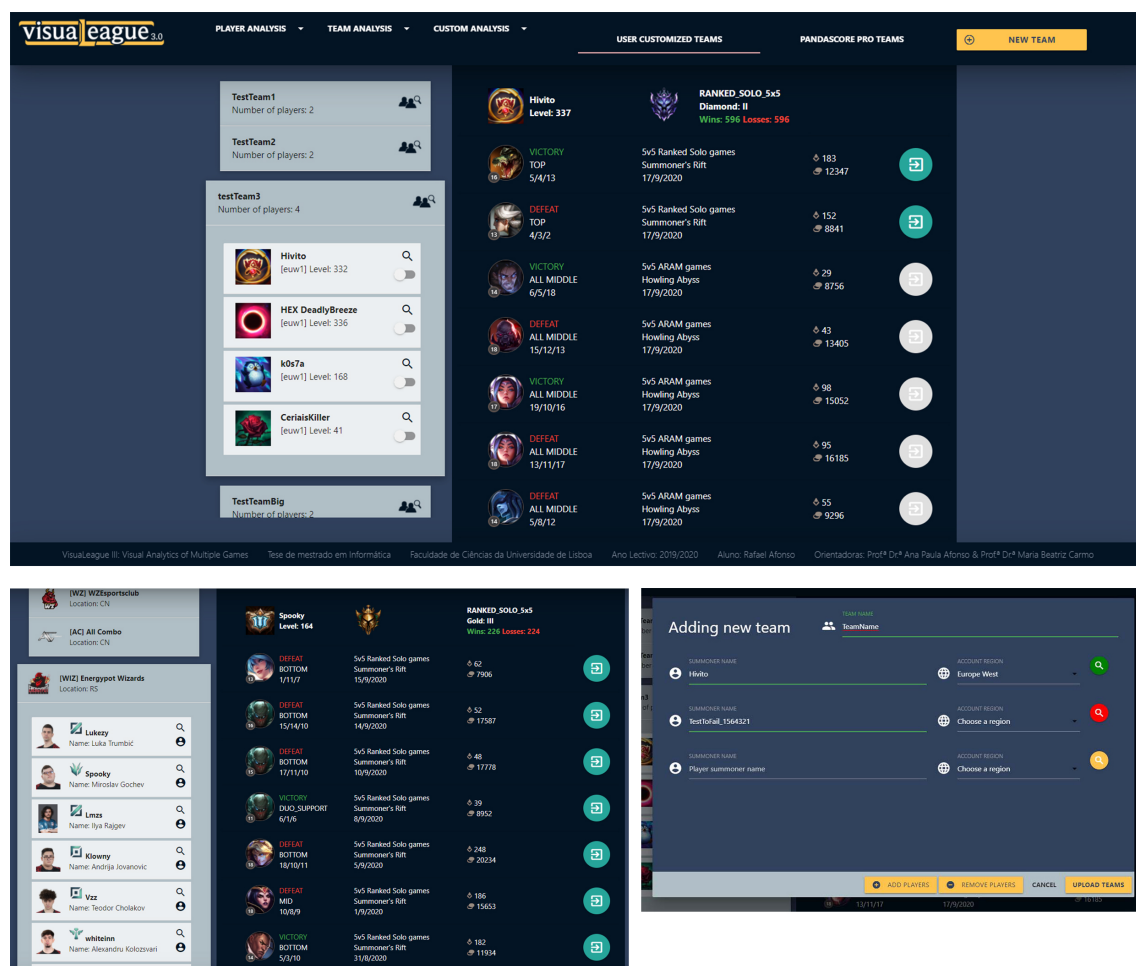 visuaLeague 3.0
PLAYER ANALYSIS
TEAM ANALYSIS
CUSTOM ANALYSIS
USER CUSTOMIZED TEAMS
PANDASCORE PRO TEAMS
NEW TEAM
TestTeam1
Number of players: 2
TestTeam2
Number of players: 2
testTeam3
Number of players: 4
Hivito
[euw1] Level: 332
HEX DeadlyBreeze
[euw1] Level: 336
k0s7a
[euw1] Level: 168
CeriaisKiller
[euw1] Level: 41
TestTeamBig
Number of players: 2
Hivito
Level: 337
RANKED_SOLO_5x5
Diamond: II
Wins: 596 Losses: 596
16
VICTORY
TOP
5/4/13
5v5 Ranked Solo games
Summoner's Rift
17/9/2020
183
12347
13
DEFEAT
TOP
4/3/2
5v5 Ranked Solo games
Summoner's Rift
17/9/2020
152
8841
14
VICTORY
ALL MIDDLE
6/5/18
5v5 ARAM games
Howling Abyss
17/9/2020
29
8756
18
DEFEAT
ALL MIDDLE
15/12/13
5v5 ARAM games
Howling Abyss
17/9/2020
43
13405
17
VICTORY
ALL MIDDLE
19/10/16
5v5 ARAM games
Howling Abyss
17/9/2020
98
15052
18
DEFEAT
ALL MIDDLE
13/11/17
5v5 ARAM games
Howling Abyss
17/9/2020
95
16185
14
DEFEAT
ALL MIDDLE
5/8/12
5v5 ARAM games
Howling Abyss
17/9/2020
55
9296
VisuaLeague III: Visual Analytics of Multiple Games
Tese de mestrado em Informática
Faculdade de Ciências da Universidade de Lisboa
Ano Lectivo: 2019/2020
Aluno: Rafael Afonso
Orientadoras: Profª Drª Ana Paula Afonso & Profª Drª Maria Beatriz Carmo
[WZ] WZEsportsclub
Location: CN
[AC] All Combo
Location: CN
[WIZ] Energypot Wizards
Location: RS
Lukezy
Name: Luka Trumbić
Spooky
Name: Miroslav Gochev
Lmzs
Name: Ilya Rajgev
Klowny
Name: Andrija Jovanovic
Vzz
Name: Teodor Cholakov
whiteinn
Name: Alexandru Kolozsvari
Spooky
Level: 164
RANKED_SOLO_5x5
Gold: III
Wins: 226 Losses: 224
DEFEAT
BOTTOM
1/11/7
5v5 Ranked Solo games
Summoner's Rift
15/9/2020
62
7906
DEFEAT
BOTTOM
15/14/10
5v5 Ranked Solo games
Summoner's Rift
14/9/2020
52
17587
DEFEAT
BOTTOM
17/11/10
5v5 Ranked Solo games
Summoner's Rift
10/9/2020
48
17778
VICTORY
DUO_SUPPORT
6/1/6
5v5 Ranked Solo games
Summoner's Rift
8/9/2020
39
8952
DEFEAT
BOTTOM
18/10/11
5v5 Ranked Solo games
Summoner's Rift
5/9/2020
248
20234
DEFEAT
MID
10/8/9
5v5 Ranked Solo games
Summoner's Rift
1/9/2020
186
15653
VICTORY
BOTTOM
5/3/10
5v5 Ranked Solo games
Summoner's Rift
31/8/2020
182
11934
Adding new team
TEAM NAME
TeamName
SUMMONER NAME
Hivito
ACCOUNT REGION
Europe West
SUMMONER NAME
TestToFail_1564321
ACCOUNT REGION
Choose a region
SUMMONER NAME
Player summoner name
ACCOUNT REGION
Choose a region
ADD PLAYERS
REMOVE PLAYERS
CANCEL
UPLOAD TEAMS
13/11/17
17/9/2020
16185